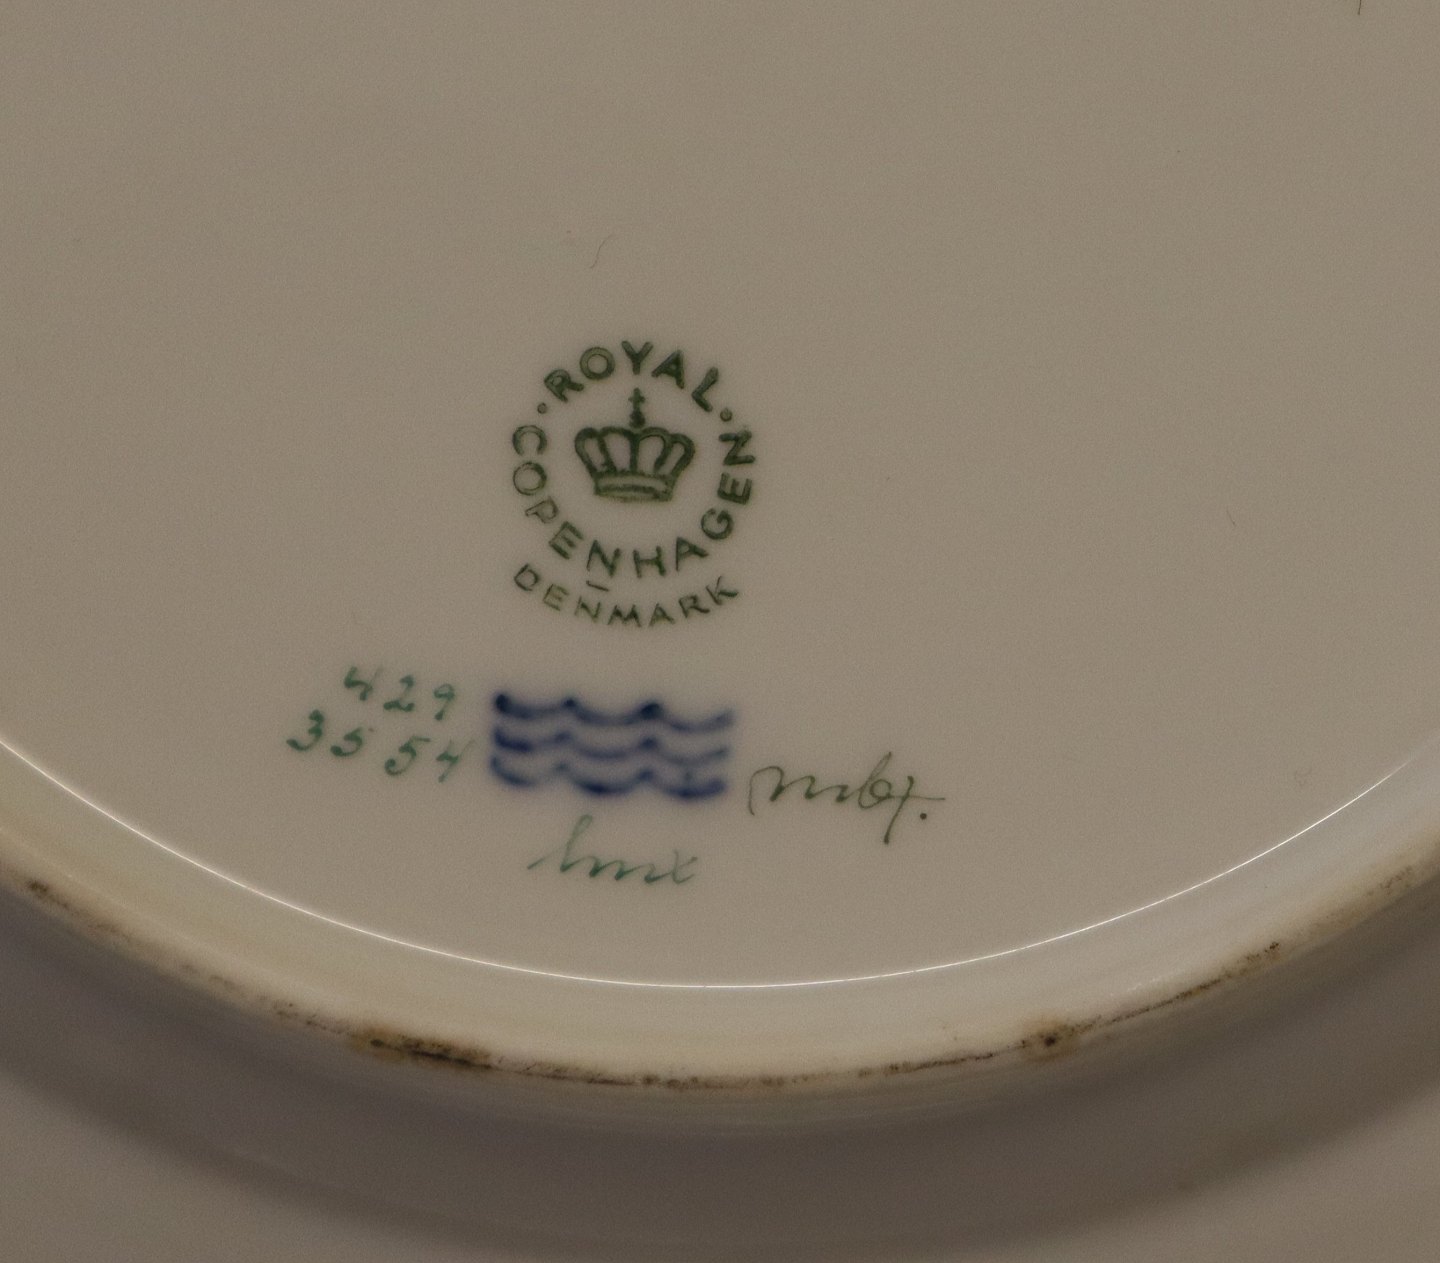 ROYAL
COPENHAGEN
DENMARK
429
3554